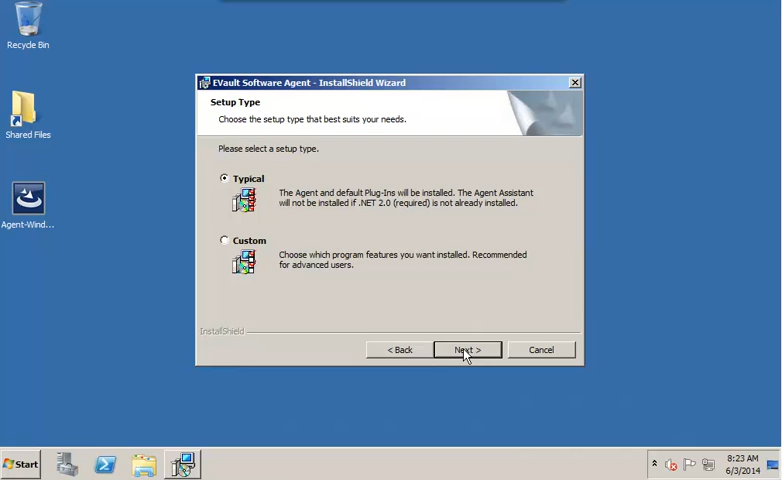 Recycle Bin
Shared Files
Agent-Wind...
EVault Software Agent - InstallShield Wizard
Setup Type
Choose the setup type that best suits your needs.
Please select a setup type.
Typical
The Agent and default Plug-Ins will be installed. The Agent Assistant
will not be installed if .NET 2.0 (required) is not already installed.
Custom
Choose which program features you want installed. Recommended
for advanced users.
InstallShield
< Back
Next >
Cancel
Start
8:23 AM
6/3/2014